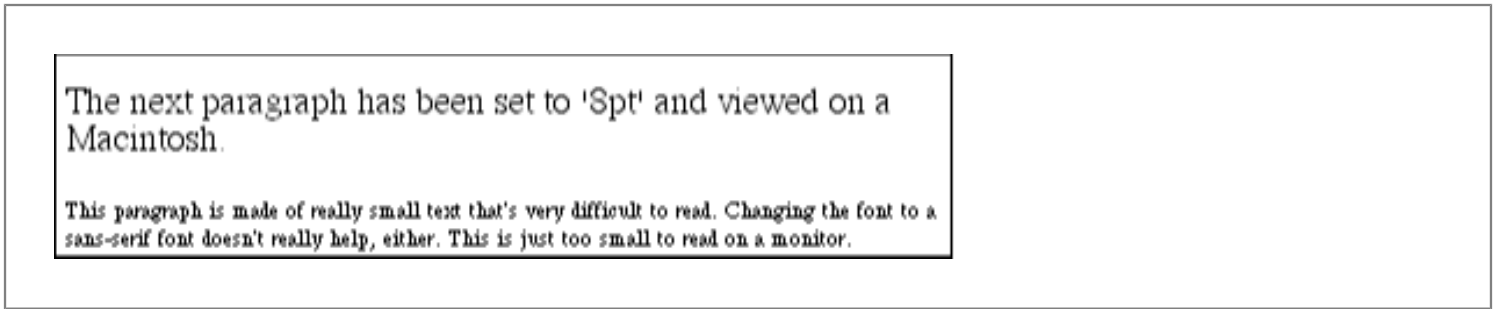 The next paragraph has been set to '8pt' and viewed on a
Macintosh.
This paragraph is made of really small text that's very difficult to read. Changing the font to a
sans-serif font doesn't really help, either. This is just too small to read on a monitor.